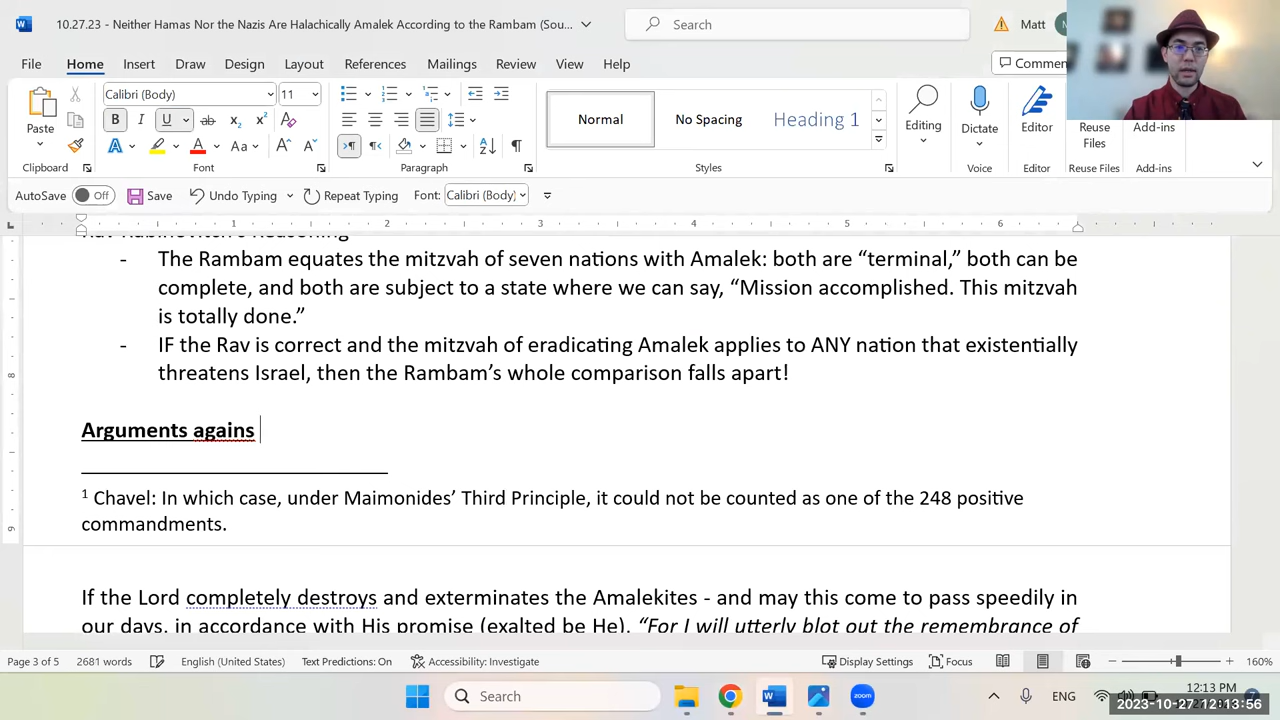 10.27.23 - Neither Hamas Nor the Nazis Are Halachically Amalek According to the Rambam (Sou...
Search
Matt
File Home Insert Draw Design Layout References Mailings Review View Help
Commen
Calibri (Body) 11
Paste
Clipboard
Font
Paragraph
Normal
No Spacing
Heading 1
Styles
Editing
Dictate
Voice
Editor
Editor
Reuse
Files
Reuse Files
Add-ins
Add-ins
AutoSave Off Save Undo Typing Repeat Typing Font: Calibri (Body)
1 2 3 4 5 6
- The Rambam equates the mitzvah of seven nations with Amalek: both are “terminal,” both can be
complete, and both are subject to a state where we can say, “Mission accomplished. This mitzvah
is totally done.”
- IF the Rav is correct and the mitzvah of eradicating Amalek applies to ANY nation that existentially
threatens Israel, then the Rambam’s whole comparison falls apart!
8
Arguments agains
1 Chavel: In which case, under Maimonides’ Third Principle, it could not be counted as one of the 248 positive
commandments.
9
If the Lord completely destroys and exterminates the Amalekites - and may this come to pass speedily in
our days, in accordance with His promise (exalted be He), “For I will utterly blot out the remembrance of
Page 3 of 5 2681 words English (United States) Text Predictions: On Accessibility: Investigate Display Settings Focus 160%
Search
ENG
12:13 PM
2023-10-27 12:13:56